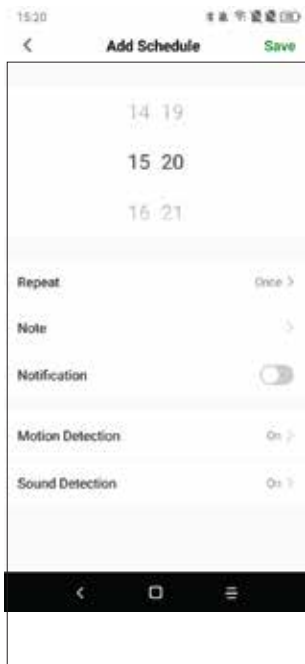 15:20
Add Schedule Save
14 19
15 20
16 21
Repeat Once
Note
Notification
Motion Detection On
Sound Detection On